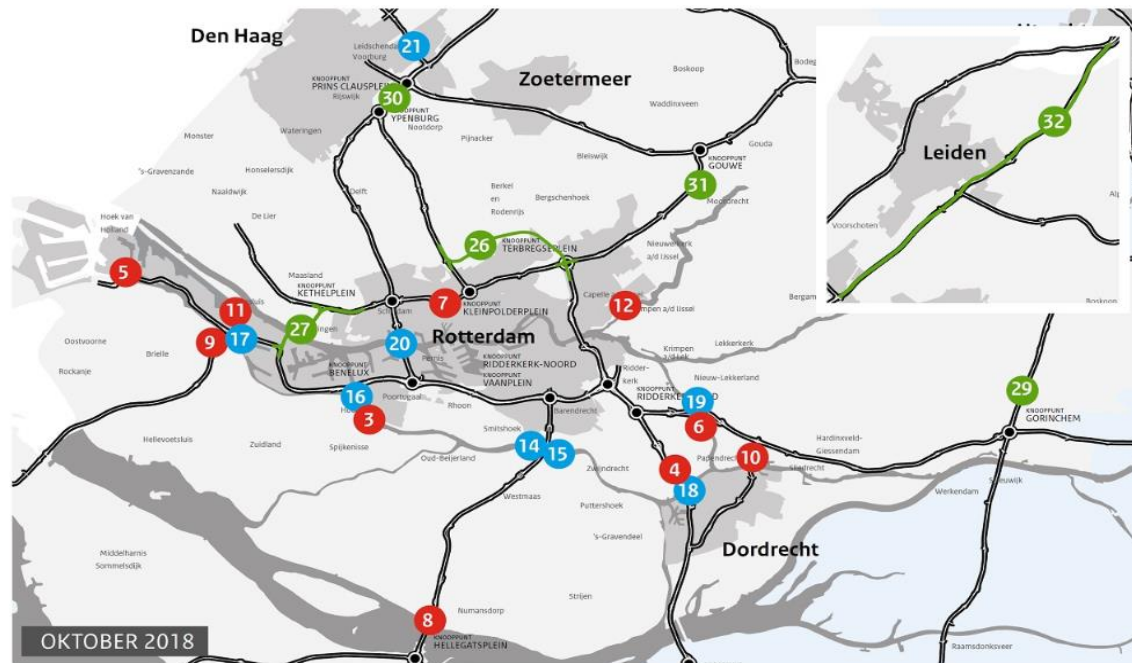 Den Haag
Leidschendam
Voorburg
21
KNOOPPUNT
PRINS CLAUSPLEIN
Rijswijk
30
KNOOPPUNT
YPENBURG
Nootdorp
Zoetermeer
Boskoop
Waddinxveen
Gouda
KNOOPPUNT
GOUWE
31
Moordrecht
Leiden
32
Voorschoten
Boskoop
Monster
Wateringen
Pijnacker
Bleiswijk
's-Gravenzande
Honselersdijk
Naaldwijk
De Lier
Delft
Berkel
en
Rodenrijs
Bergschenhoek
Hoek van
Holland
5
Maasland
KNOOPPUNT
KETHELPLEIN
26
KNOOPPUNT
TERBREGSEPLEIN
Nieuwerkerk
a/d IJssel
11
27
7
KNOOPPUNT
KLEINPOLDERPLEIN
12
9
17
20
Rotterdam
Pernis
KNOOPPUNT
RIDDERKERK-NOORD
KNOOPPUNT
VAANPLEIN
KNOOPPUNT
BENELUX
Oostvoorne
Brielle
Rockanje
Krimpen
a/d Lek
Lekkerkerk
Ridder-
kerk
Nieuw-Lekkerland
16
3
Poortugaal
Rhoon
Barendrecht
KNOOPPUNT
19
6
29
KNOOPPUNT
GORINCHEM
Hellevoetsluis
Zuidland
Spijkenisse
Oud-Beijerland
Smitshoek
14
15
Zwijndrecht
4
18
Papendrecht
10
Sliedrecht
Hardinxveld-
Giessendam
Werkendam
Sleeuwijk
Westmaas
Puttershoek
's-Gravendeel
Dordrecht
Middelharnis
Sommelsdijk
Numansdorp
Strijen
8
KNOOPPUNT
HELLEGATSPLEIN
Raamsdonksveer
OKTOBER 2018